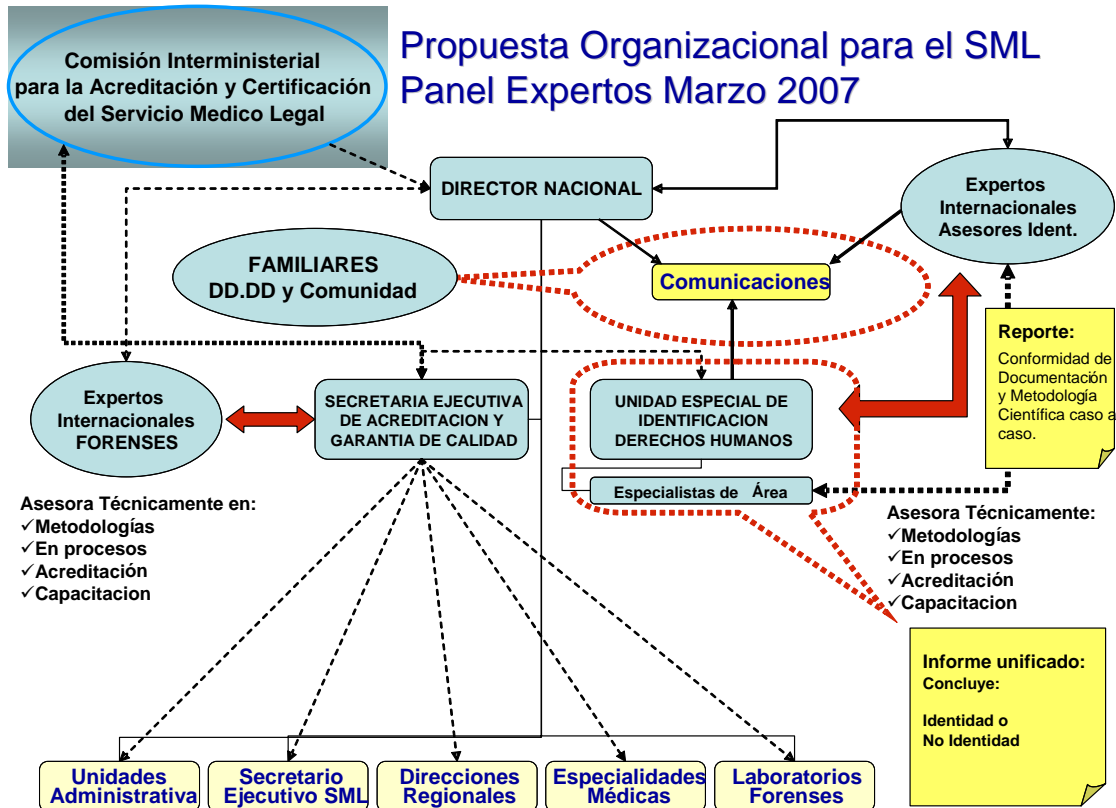 Propuesta Organizacional para el SML
Panel Expertos Marzo 2007
Comisión Interministerial
para la Acreditación y Certificación
del Servicio Medico Legal
DIRECTOR NACIONAL
Expertos
Internacionales
Asesores Ident.
FAMILIARES
DD.DD y Comunidad
Comunicaciones
Reporte:
Conformidad de
Documentación
y Metodología
Científica caso a
caso.
Expertos
Internacionales
FORENSES
SECRETARIA EJECUTIVA
DE ACREDITACION Y
GARANTIA DE CALIDAD
UNIDAD ESPECIAL DE
IDENTIFICACION
DERECHOS HUMANOS
Especialistas de Área
Asesora Técnicamente en:
✓Metodologías
✓En procesos
✓Acreditación
✓Capacitacion
Asesora Técnicamente:
✓Metodologías
✓En procesos
✓Acreditación
✓Capacitacion
Informe unificado:
Concluye:
Identidad o
No Identidad
Unidades
Administrativa
Secretario
Ejecutivo SML
Direcciones
Regionales
Especialidades
Médicas
Laboratorios
Forenses